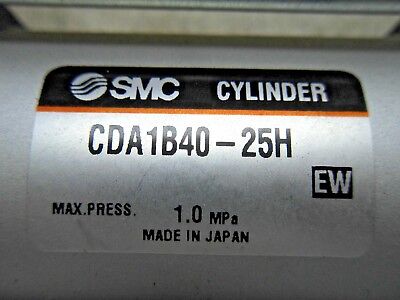 SMC CYLINDER
CDA1B40-25H
EW
MAX.PRESS. 1.0 MPa
MADE IN JAPAN